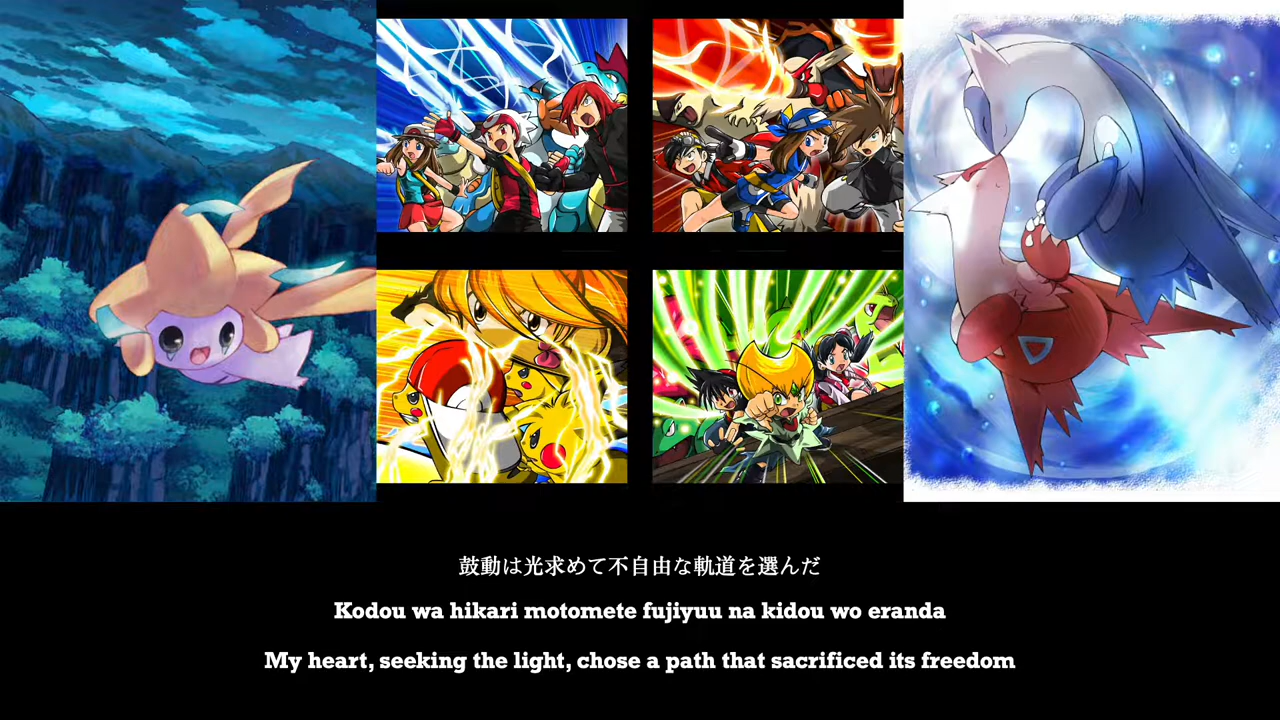 鼓動は光求めて不自由な軌道を選んだ
Kodou wa hikari motomete fujiyuu na kidou wo eranda
My heart, seeking the light, chose a path that sacrificed its freedom